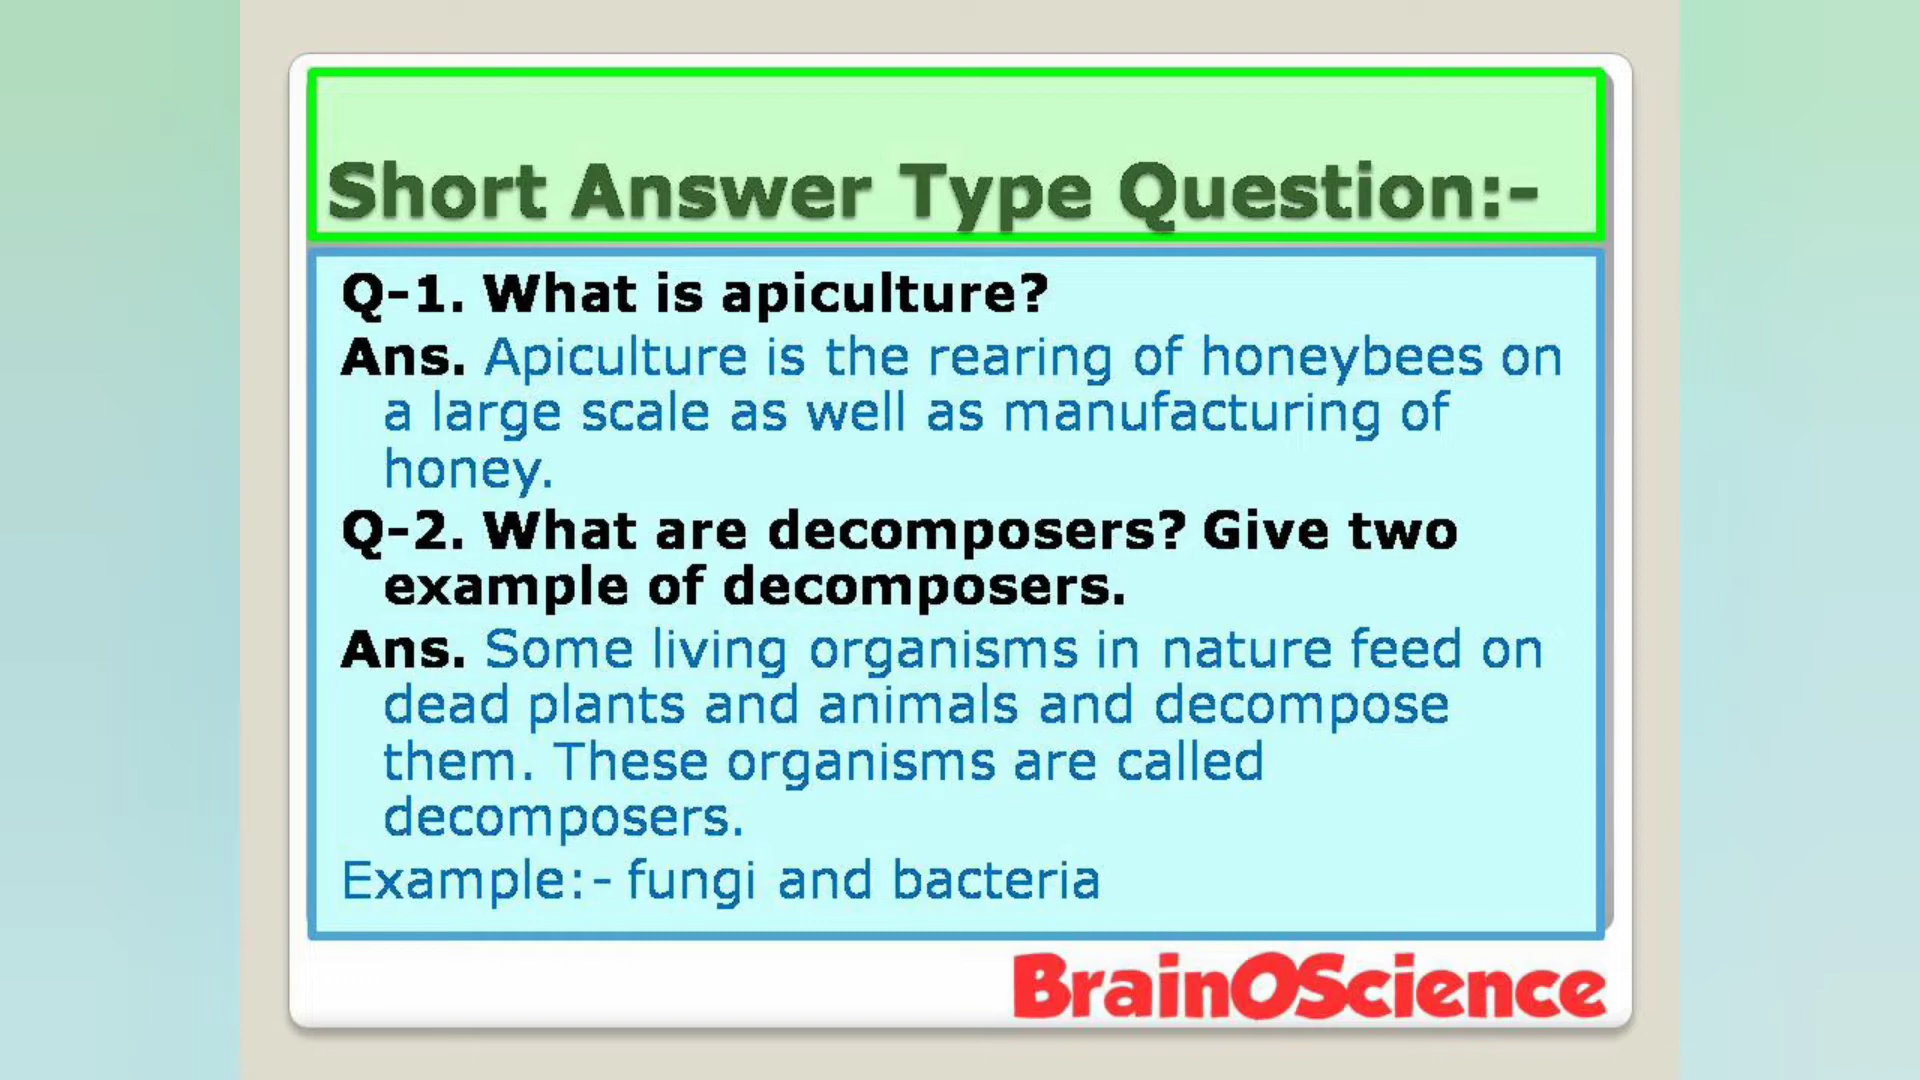 Short Answer Type Question:-
Q-1. What is apiculture?
Ans. Apiculture is the rearing of honeybees on
a large scale as well as manufacturing of
honey.
Q-2. What are decomposers? Give two
example of decomposers.
Ans. Some living organisms in nature feed on
dead plants and animals and decompose
them. These organisms are called
decomposers.
Example:- fungi and bacteria
BrainOScience